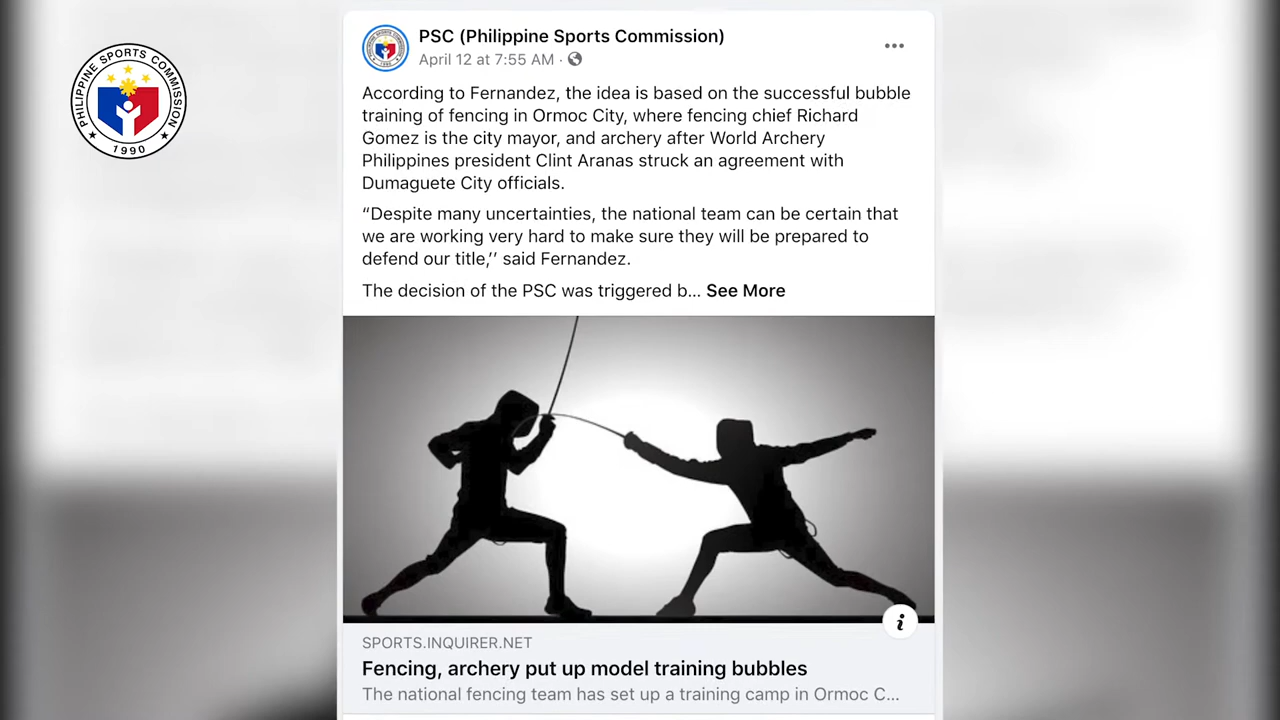 PHILIPPINE SPORTS COMMISSION
1990
PSC (Philippine Sports Commission)
April 12 at 7:55 AM ·
According to Fernandez, the idea is based on the successful bubble
training of fencing in Ormoc City, where fencing chief Richard
Gomez is the city mayor, and archery after World Archery
Philippines president Clint Aranas struck an agreement with
Dumaguete City officials.
“Despite many uncertainties, the national team can be certain that
we are working very hard to make sure they will be prepared to
defend our title,’’ said Fernandez.
The decision of the PSC was triggered b... See More
i
SPORTS.INQUIRER.NET
Fencing, archery put up model training bubbles
The national fencing team has set up a training camp in Ormoc C...